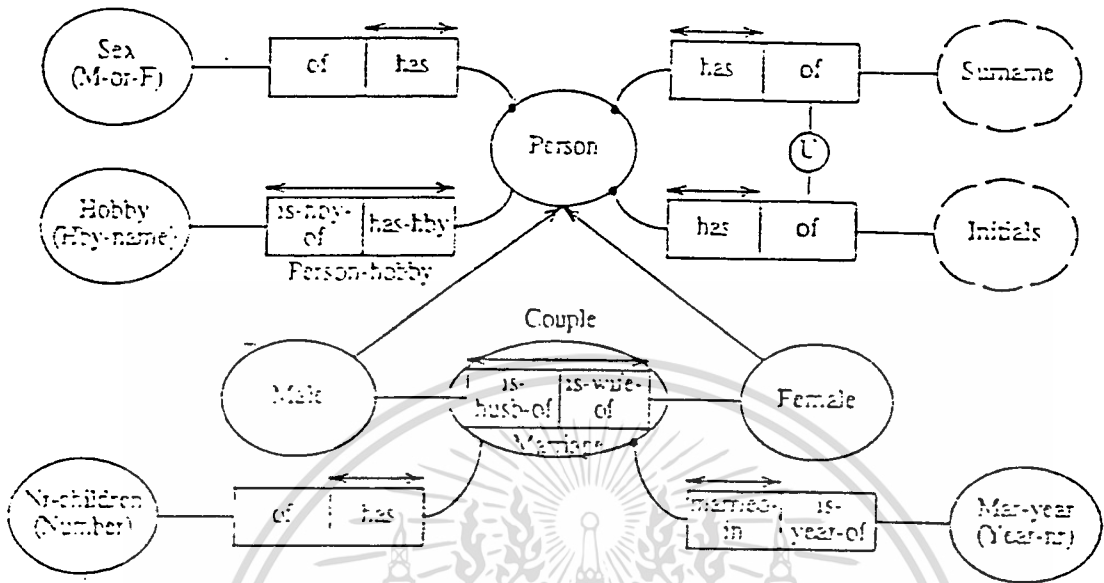 Sex
(M-or-F)
of
has
has
of
Surname
Person
U
Hobby
(Hby-name)
is-hby-
of
has-hby
Person-hobby
has
of
Initials
Couple
Male
is-
husb-of
is-wife-
of
Marriage
Female
Nr-children
(Number)
of
has
married-
in
is-
year-of
Mar-year
(Year-nr)